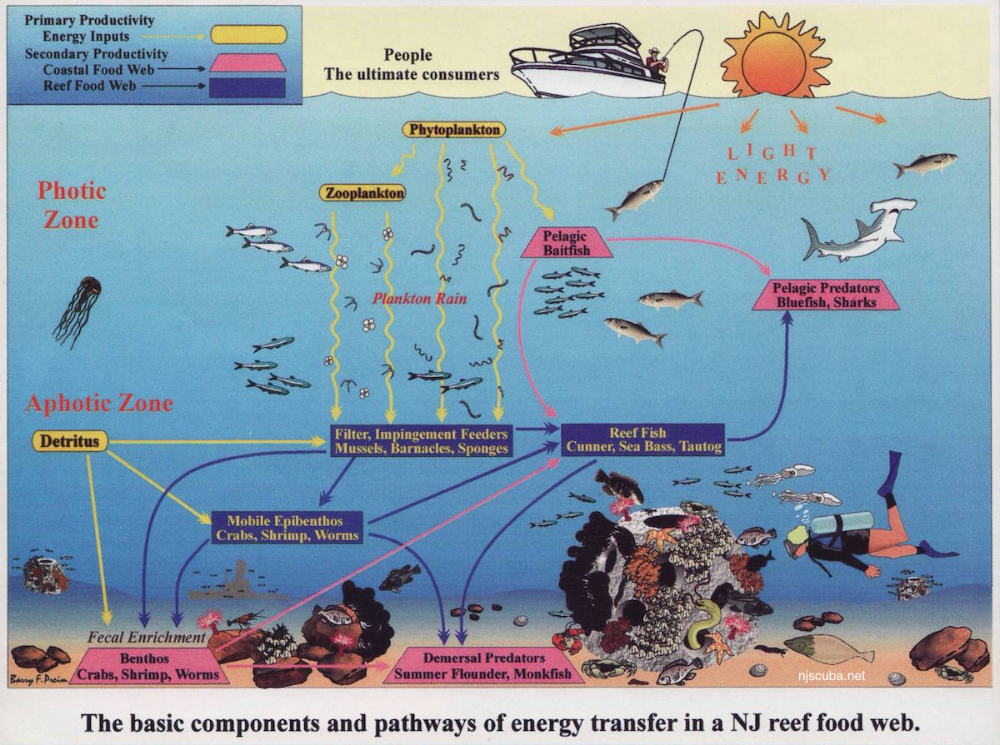 Primary Productivity
Energy Inputs
Secondary Productivity
Coastal Food Web
Reef Food Web
People
The ultimate consumers
Phytoplankton
LIGHT
ENERGY
Photic
Zone
Zooplankton
Pelagic
Baitfish
Plankton Rain
Pelagic Predators
Bluefish, Sharks
Aphotic Zone
Detritus
Filter, Impingement Feeders
Mussels, Barnacles, Sponges
Reef Fish
Cunner, Sea Bass, Tautog
Mobile Epibenthos
Crabs, Shrimp, Worms
Fecal Enrichment
Benthos
Crabs, Shrimp, Worms
Demersal Predators
Summer Flounder, Monkfish
Barry F. Preim
njscuba.net
The basic components and pathways of energy transfer in a NJ reef food web.